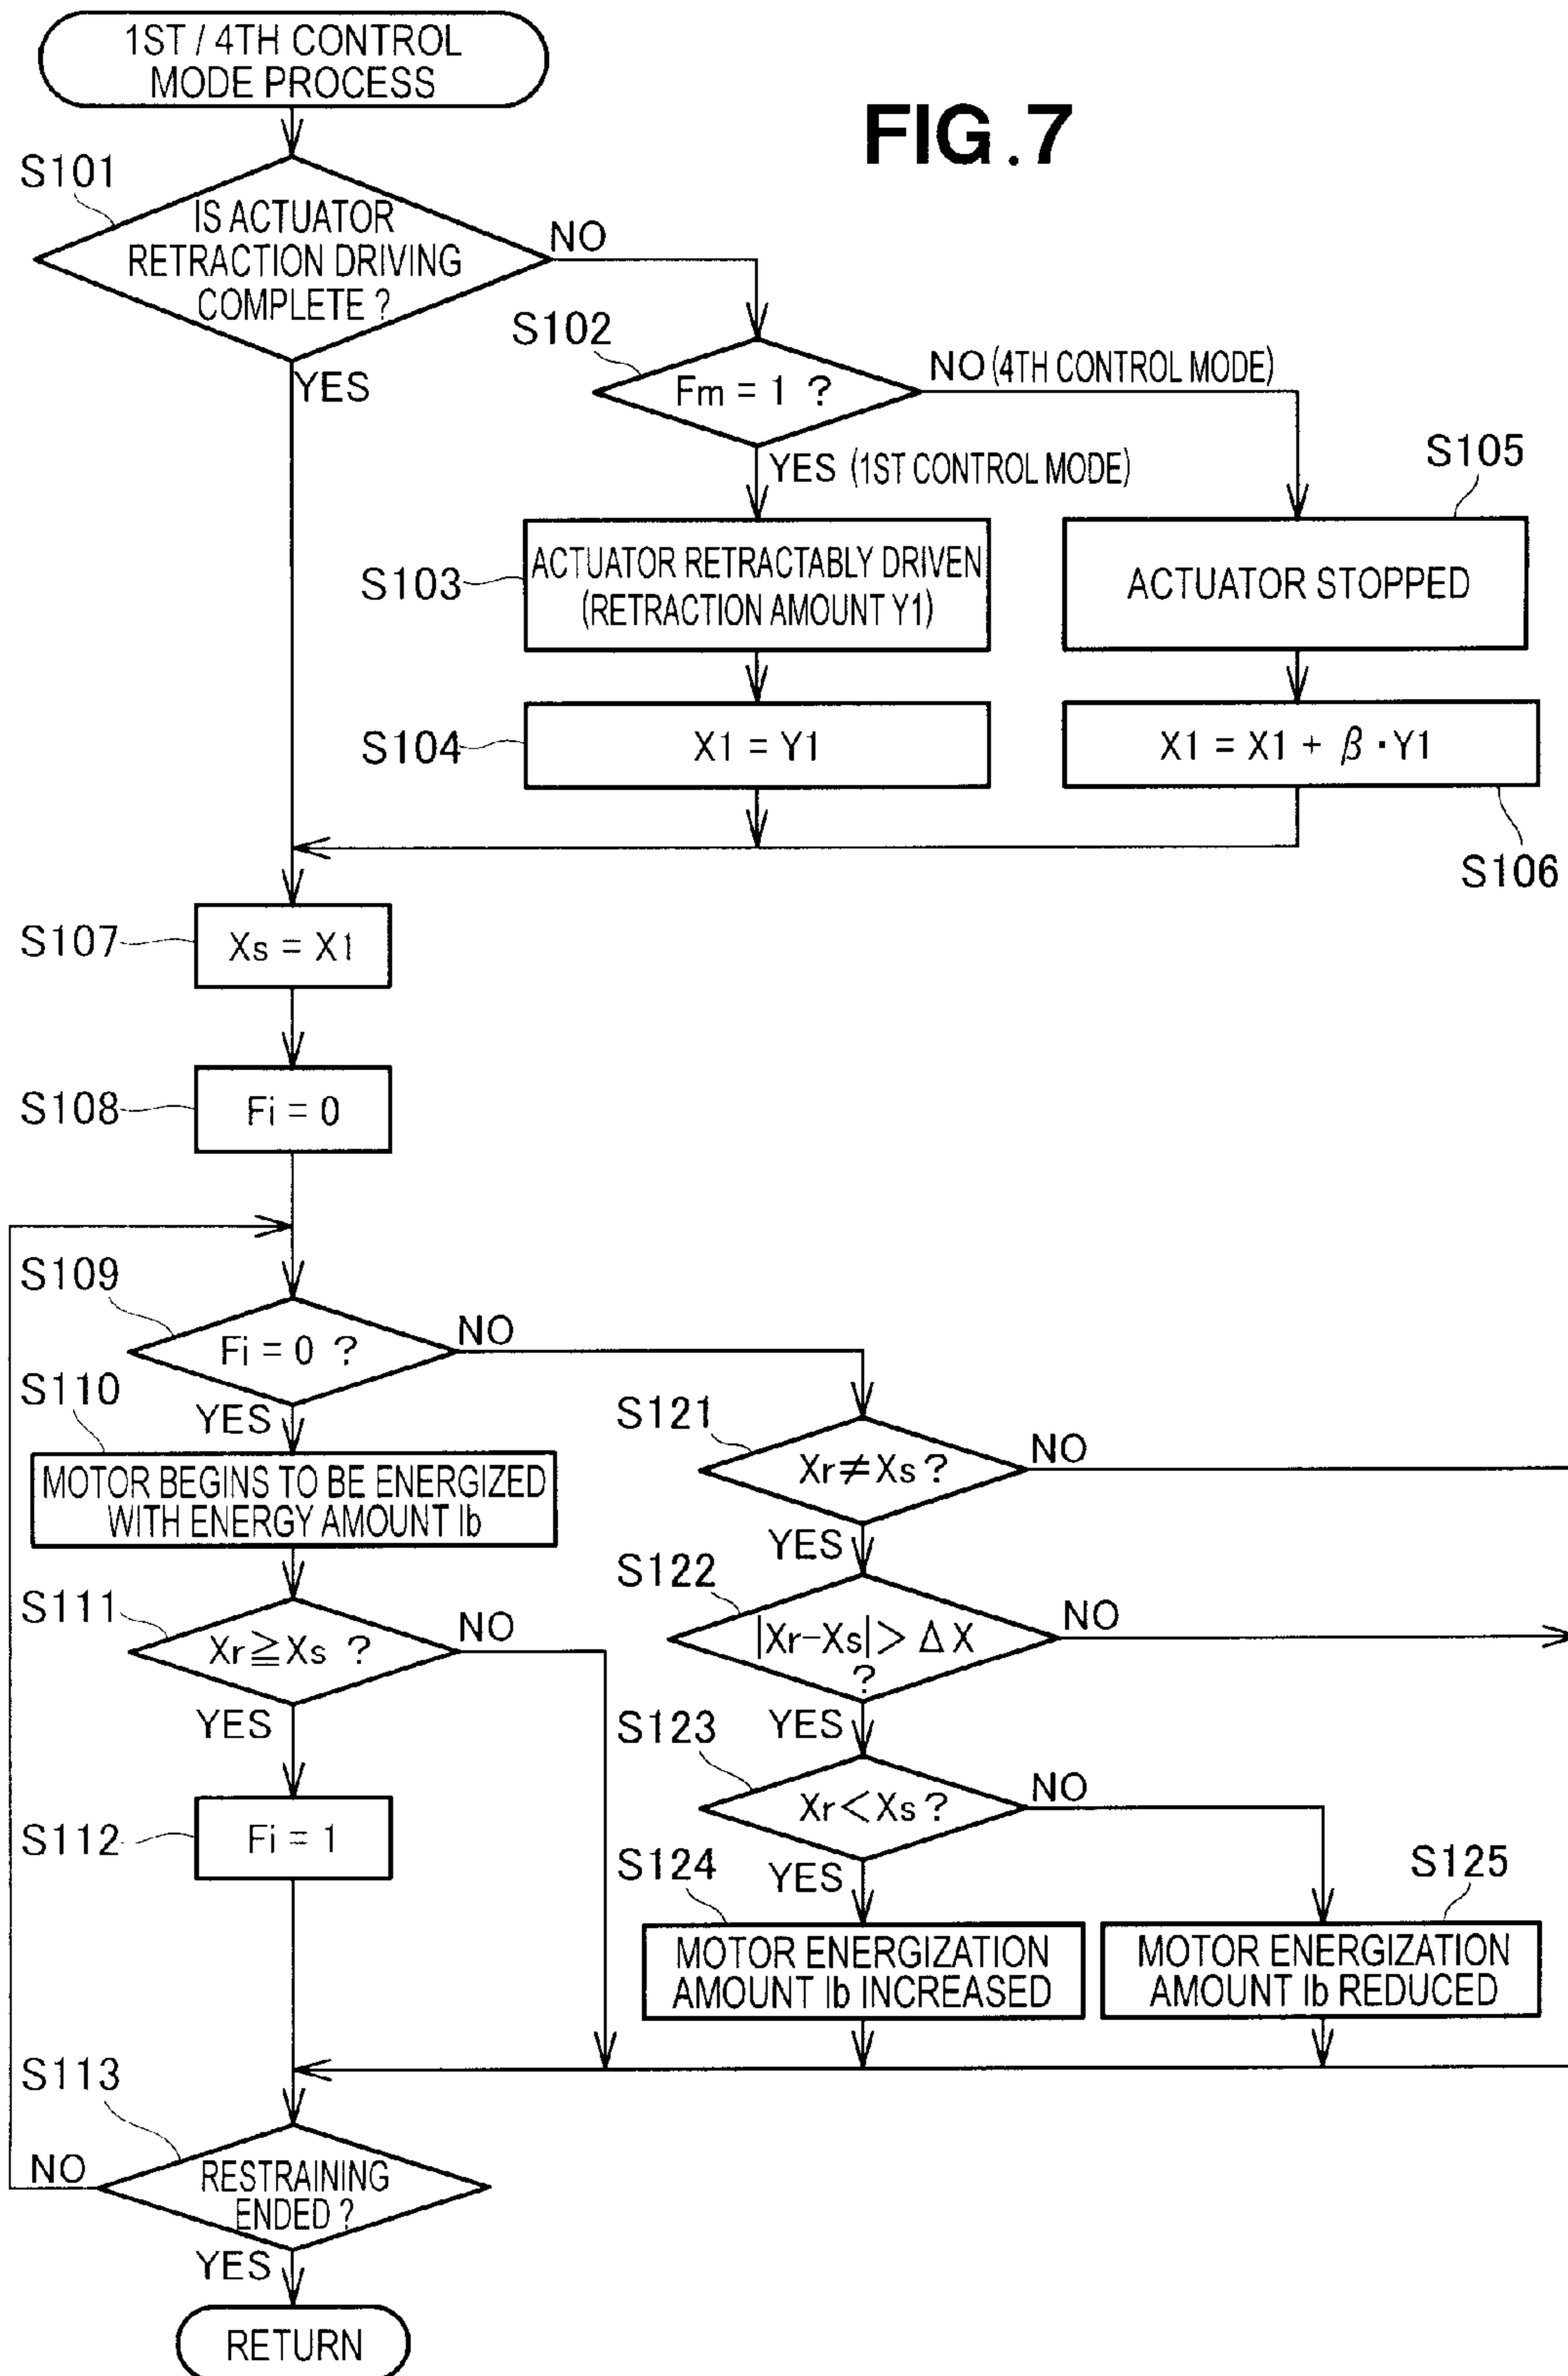 1ST / 4TH CONTROL
MODE PROCESS
FIG.7
S101
IS ACTUATOR
RETRACTION DRIVING
COMPLETE ?
NO
YES
S102
Fm = 1 ?
NO (4TH CONTROL MODE)
YES (1ST CONTROL MODE)
S103
ACTUATOR RETRACTABLY DRIVEN
(RETRACTION AMOUNT Y1)
S105
ACTUATOR STOPPED
S104
X1 = Y1
X1 = X1 + β・Y1
S106
S107
Xs = X1
S108
Fi = 0
S109
Fi = 0 ?
NO
YES
S110
MOTOR BEGINS TO BE ENERGIZED
WITH ENERGY AMOUNT Ib
S111
Xr≧Xs ?
NO
YES
S112
Fi = 1
S121
Xr≠Xs ?
NO
YES
S122
|Xr-Xs|> ΔX
?
NO
YES
S123
Xr<Xs ?
NO
YES
S124
MOTOR ENERGIZATION
AMOUNT Ib INCREASED
S125
MOTOR ENERGIZATION
AMOUNT Ib REDUCED
S113
RESTRAINING
ENDED ?
NO
YES
RETURN